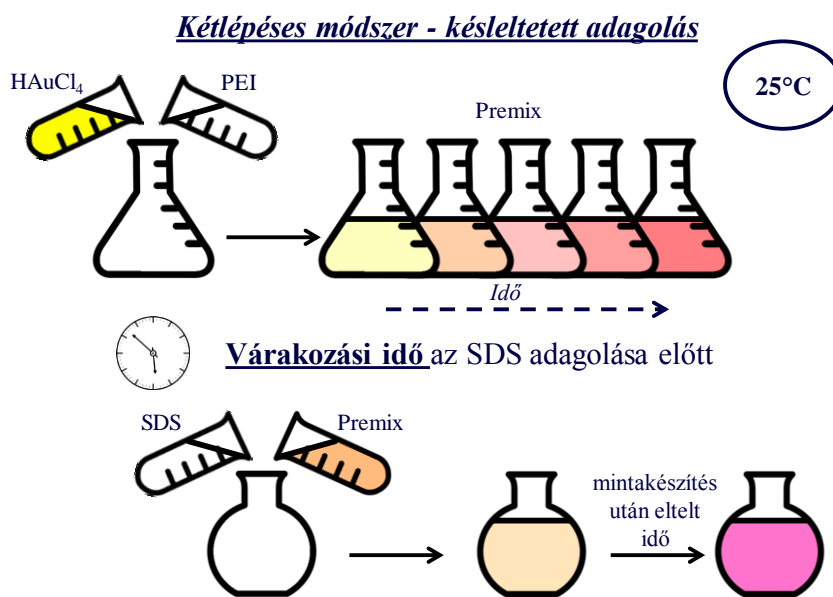 Kétlépéses módszer - késleltetett adagolás
HAuCl₄
PEI
25°C
Premix
Idő
Várakozási idő az SDS adagolása előtt
SDS
Premix
mintakészítés
után eltelt
idő